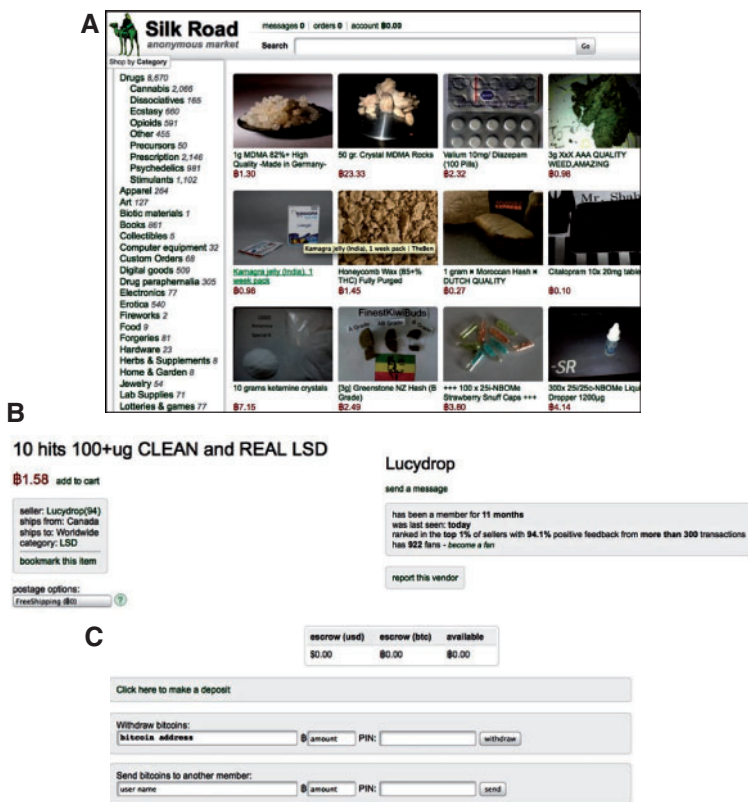 A
Silk Road
anonymous market
messages 0 | orders 0 | account ฿0.00
Search
Go
Shop by Category
Drugs 8,670
Cannabis 2,066
Dissociatives 165
Ecstasy 660
Opioids 591
Other 455
Precursors 50
Prescription 2,146
Psychedelics 981
Stimulants 1,102
Apparel 264
Art 127
Biotic materials 1
Books 861
Collectibles 5
Computer equipment 32
Custom Orders 68
Digital goods 509
Drug paraphernalia 305
Electronics 77
Erotica 540
Fireworks 2
Food 9
Forgeries 81
Hardware 23
Herbs & Supplements 8
Home & Garden 8
Jewelry 54
Lab Supplies 71
Lotteries & games 77
1g MDMA 82%+ High
Quality -Made in Germany-
฿1.30
50 gr. Crystal MDMA Rocks
฿23.33
Valium 10mg/ Diazepam
(100 Pills)
฿2.32
3g XxX AAA QUALITY
WEED,AMAZING
฿0.98
Kamagra jelly (India), 1 week pack | TheBen
Kamagra jelly (India), 1
week pack
฿0.98
Honeycomb Wax (85+%
THC) Fully Purged
฿1.45
1 gram ¤ Moroccan Hash ¤
DUTCH QUALITY
฿0.27
Mr. Shab
Citalopram 10x 20mg table
฿0.10
10 grams ketamine crystals
฿7.15
FinestKiwiBuds
A Grade
AB Grade
[3g] Greenstone NZ Hash (B
Grade)
฿2.49
+++ 100 x 25i-NBOMe
Strawberry Snuff Caps +++
฿3.80
-SR
300x 25i/25c-NBOMe Liqu
Dropper 1200µg
฿4.14
B
10 hits 100+ug CLEAN and REAL LSD
฿1.58 add to cart
seller: Lucydrop(94)
ships from: Canada
ships to: Worldwide
category: LSD
bookmark this item
postage options:
FreeShipping (฿0)
?
Lucydrop
send a message
has been a member for 11 months
was last seen: today
ranked in the top 1% of sellers with 94.1% positive feedback from more than 300 transactions
has 922 fans - become a fan
report this vendor
C
escrow (usd) escrow (btc) available
$0.00 ฿0.00 ฿0.00
Click here to make a deposit
Withdraw bitcoins:
bitcoin address ฿ amount PIN: withdraw
Send bitcoins to another member:
user name ฿ amount PIN: send